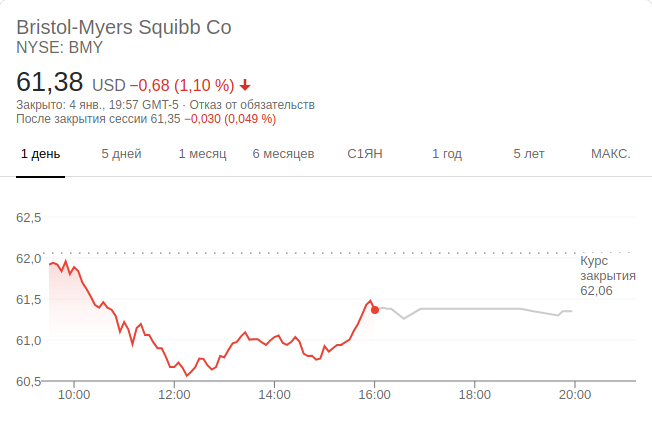 Bristol-Myers Squibb Co
NYSE: BMY
61,38 USD −0,68 (1,10 %)
Закрыто: 4 янв., 19:57 GMT-5 · Отказ от обязательств
После закрытия сессии 61,35 −0,030 (0,049 %)
1 день 5 дней 1 месяц 6 месяцев С1ЯН 1 год 5 лет МАКС.
62,5
62,0
Курс
закрытия
62,06
61,5
61,0
60,5
10:00 12:00 14:00 16:00 18:00 20:00